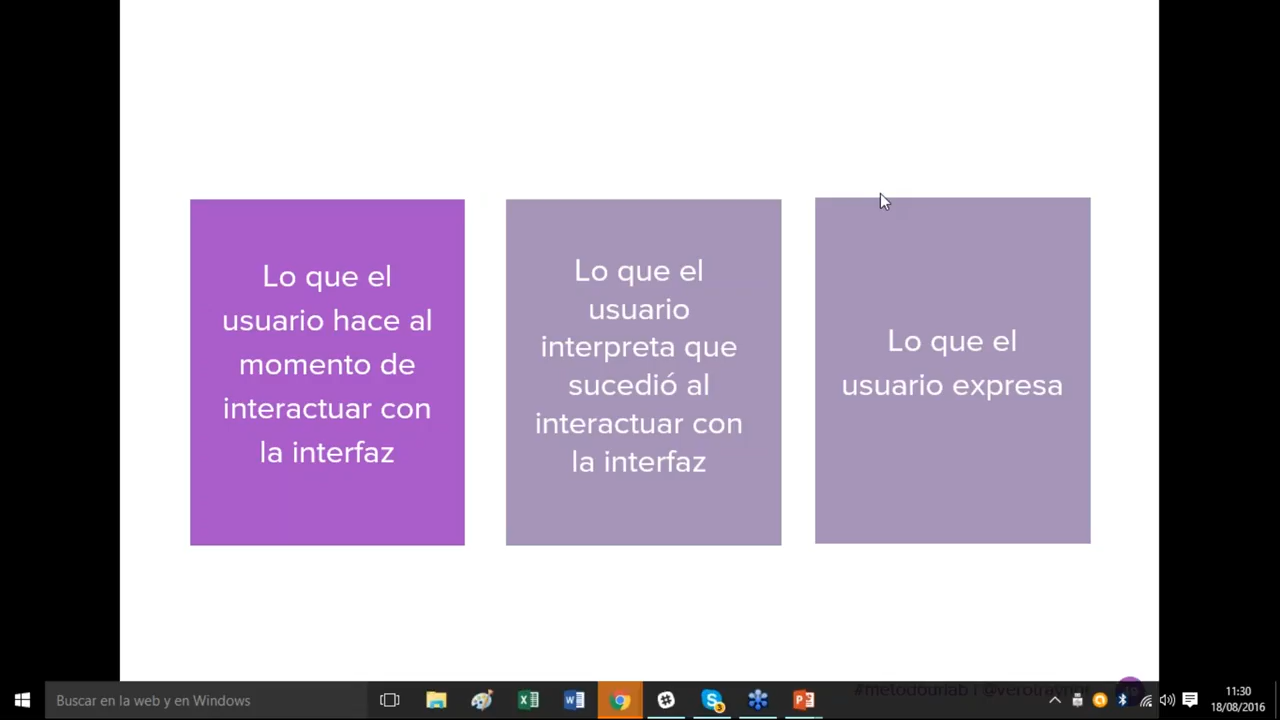 Lo que el
usuario hace al
momento de
interactuar con
la interfaz
Lo que el
usuario
interpreta que
sucedió al
interactuar con
la interfaz
Lo que el
usuario expresa
Buscar en la web y en Windows
3
11:30
18/08/2016